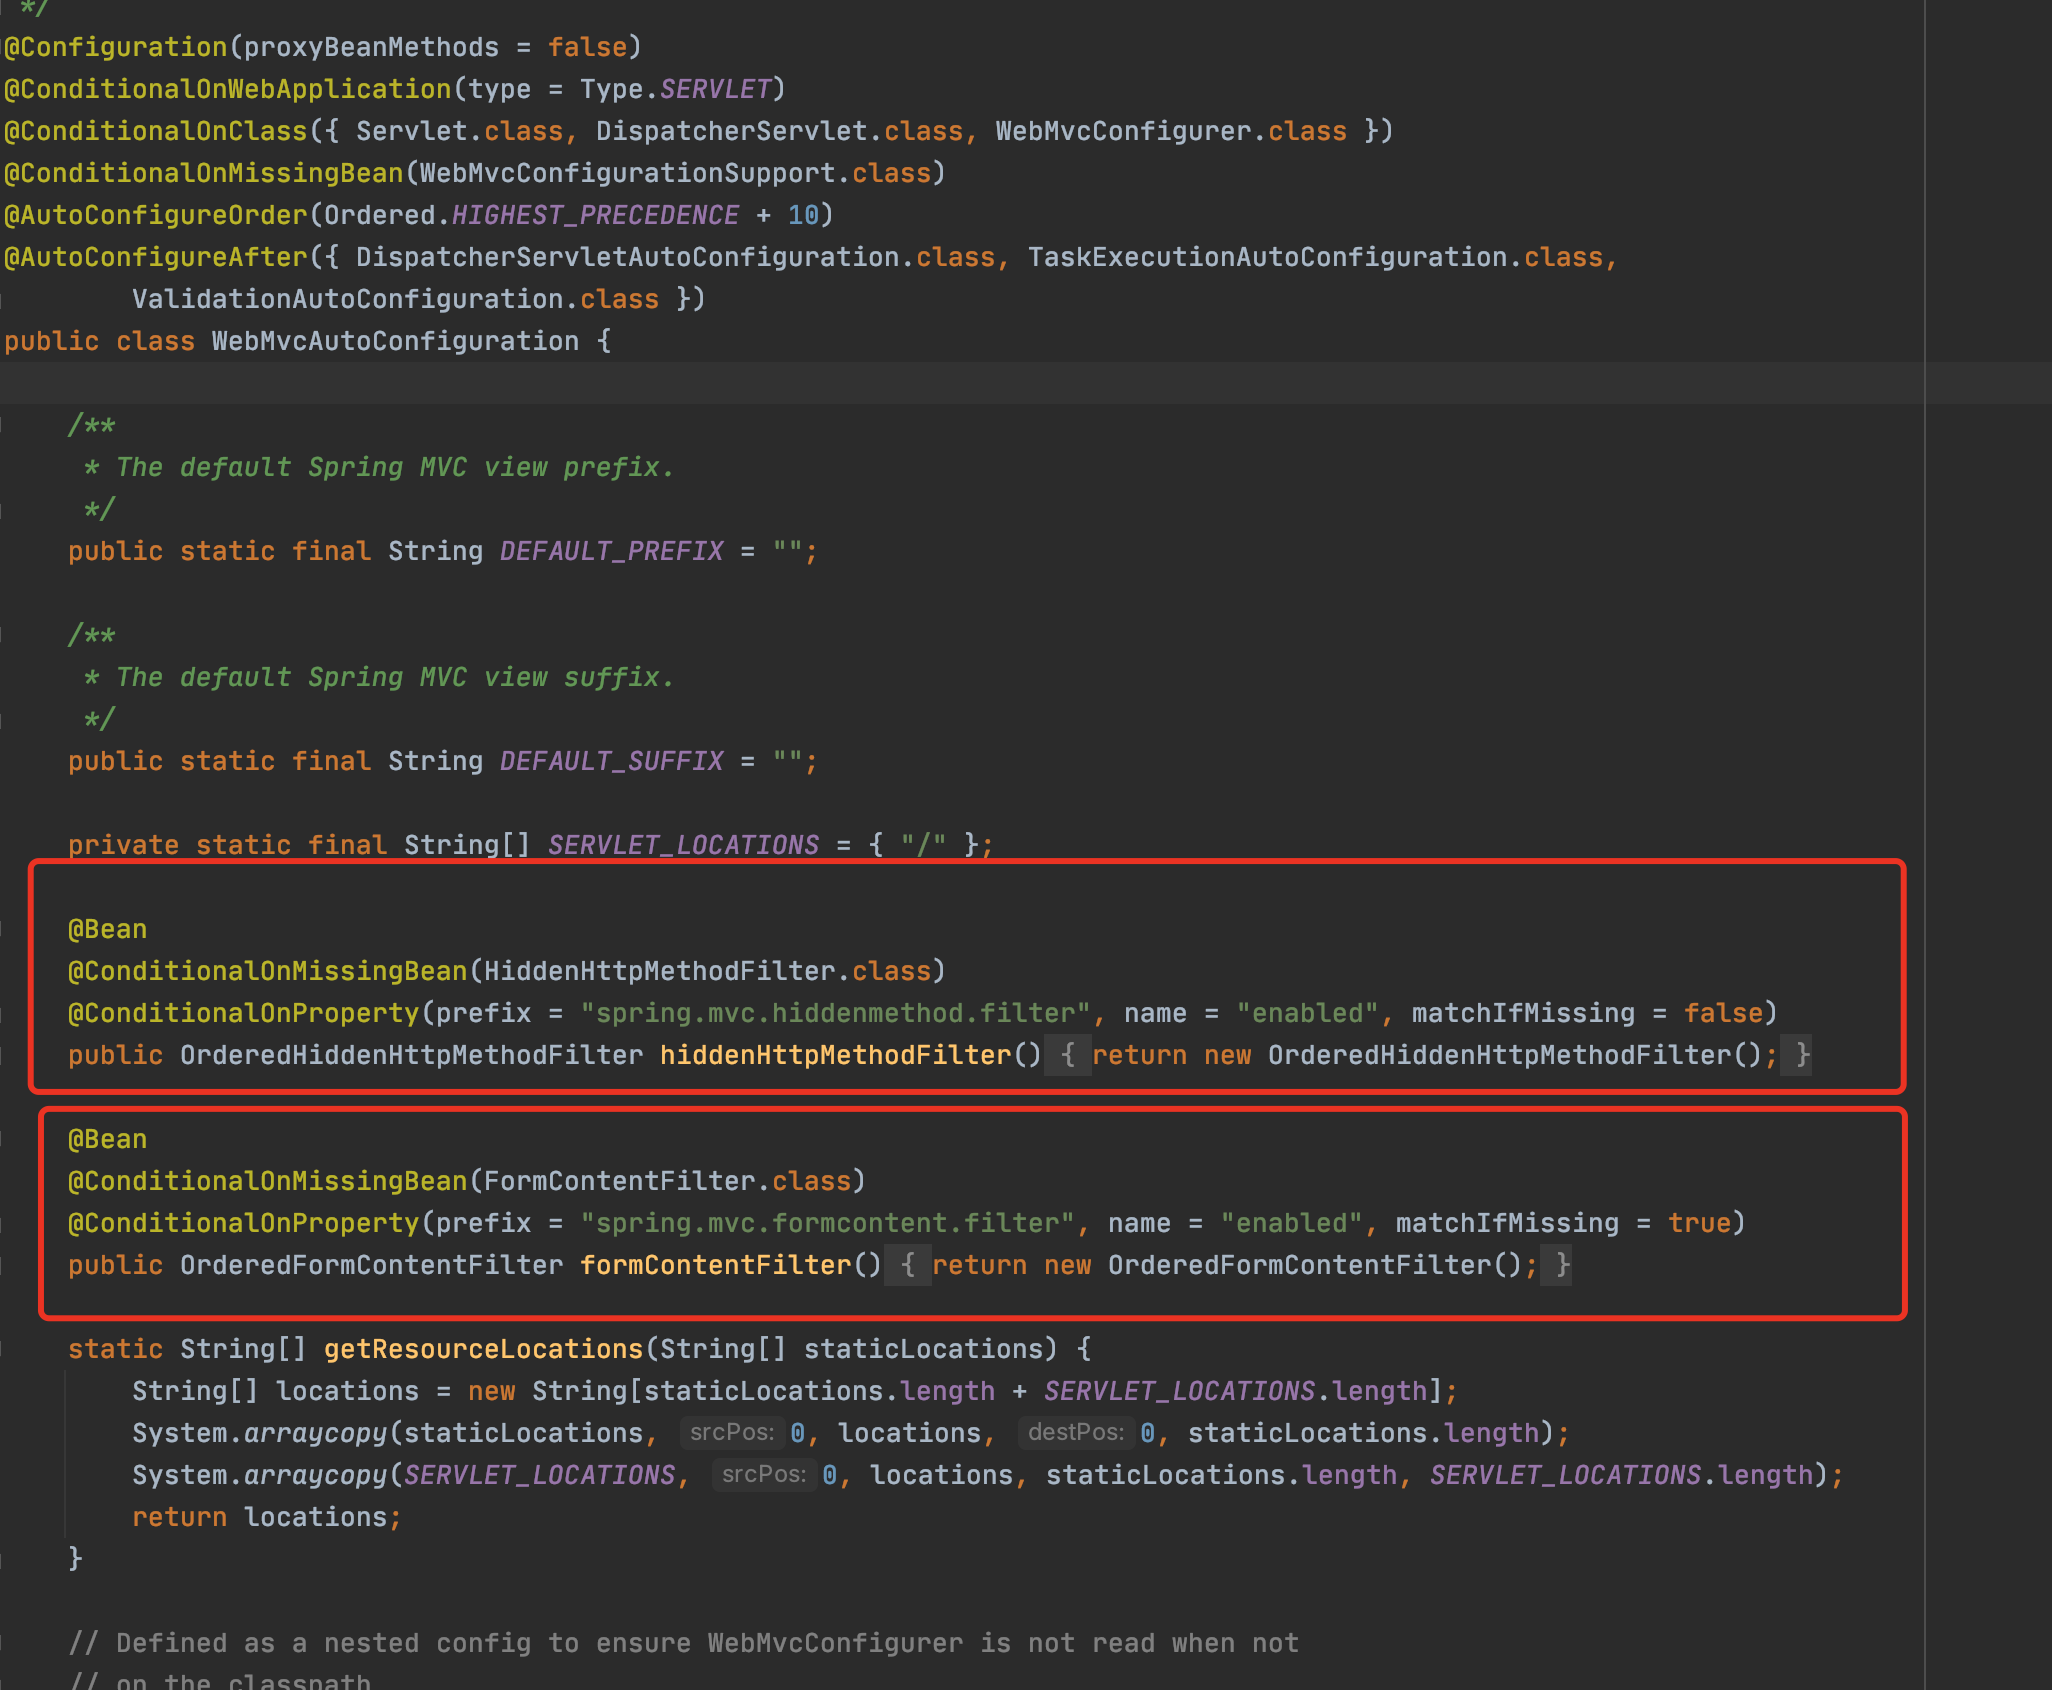 */
@Configuration(proxyBeanMethods = false)
@ConditionalOnWebApplication(type = Type.SERVLET)
@ConditionalOnClass({ Servlet.class, DispatcherServlet.class, WebMvcConfigurer.class })
@ConditionalOnMissingBean(WebMvcConfigurationSupport.class)
@AutoConfigureOrder(Ordered.HIGHEST_PRECEDENCE + 10)
@AutoConfigureAfter({ DispatcherServletAutoConfiguration.class, TaskExecutionAutoConfiguration.class,
ValidationAutoConfiguration.class })
public class WebMvcAutoConfiguration {
/**
* The default Spring MVC view prefix.
*/
public static final String DEFAULT_PREFIX = "";
/**
* The default Spring MVC view suffix.
*/
public static final String DEFAULT_SUFFIX = "";
private static final String[] SERVLET_LOCATIONS = { "/" };
@Bean
@ConditionalOnMissingBean(HiddenHttpMethodFilter.class)
@ConditionalOnProperty(prefix = "spring.mvc.hiddenmethod.filter", name = "enabled", matchIfMissing = false)
public OrderedHiddenHttpMethodFilter hiddenHttpMethodFilter() { return new OrderedHiddenHttpMethodFilter(); }
@Bean
@ConditionalOnMissingBean(FormContentFilter.class)
@ConditionalOnProperty(prefix = "spring.mvc.formcontent.filter", name = "enabled", matchIfMissing = true)
public OrderedFormContentFilter formContentFilter() { return new OrderedFormContentFilter(); }
static String[] getResourceLocations(String[] staticLocations) {
String[] locations = new String[staticLocations.length + SERVLET_LOCATIONS.length];
System.arraycopy(staticLocations, srcPos: 0, locations, destPos: 0, staticLocations.length);
System.arraycopy(SERVLET_LOCATIONS, srcPos: 0, locations, staticLocations.length, SERVLET_LOCATIONS.length);
return locations;
}
// Defined as a nested config to ensure WebMvcConfigurer is not read when not
// on the classpath